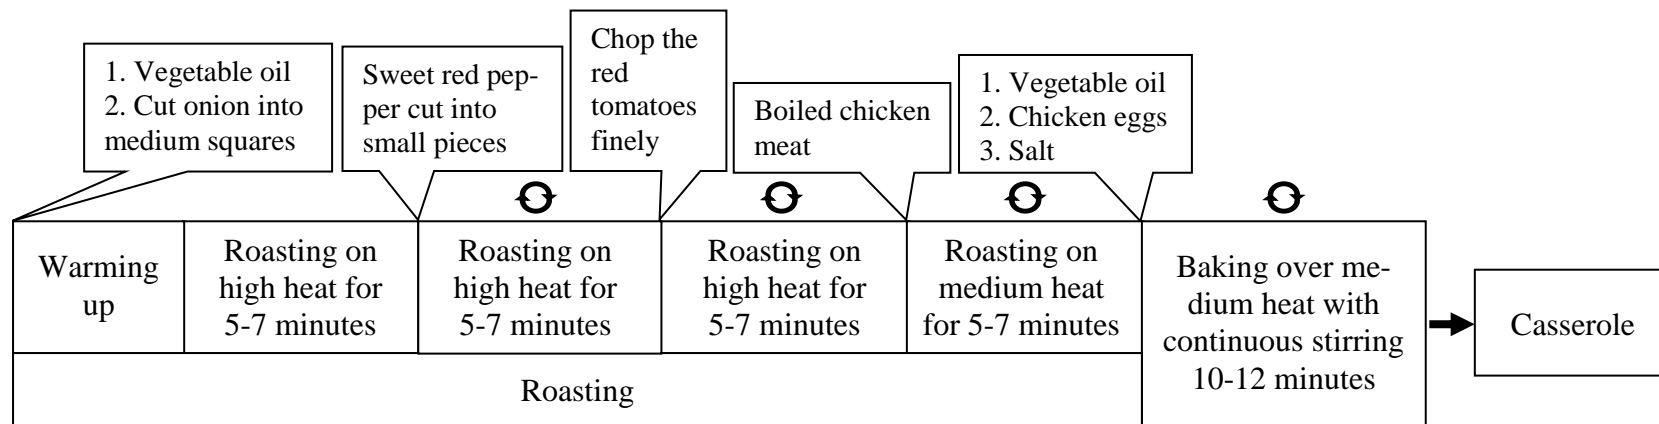 1. Vegetable oil
2. Cut onion into
medium squares
Sweet red pep-
per cut into
small pieces
Chop the
red
tomatoes
finely
Boiled chicken
meat
1. Vegetable oil
2. Chicken eggs
3. Salt
Warming
up
Roasting on
high heat for
5-7 minutes
Roasting on
high heat for
5-7 minutes
Roasting on
high heat for
5-7 minutes
Roasting on
medium heat
for 5-7 minutes
Baking over me-
dium heat with
continuous stirring
10-12 minutes
Casserole
Roasting